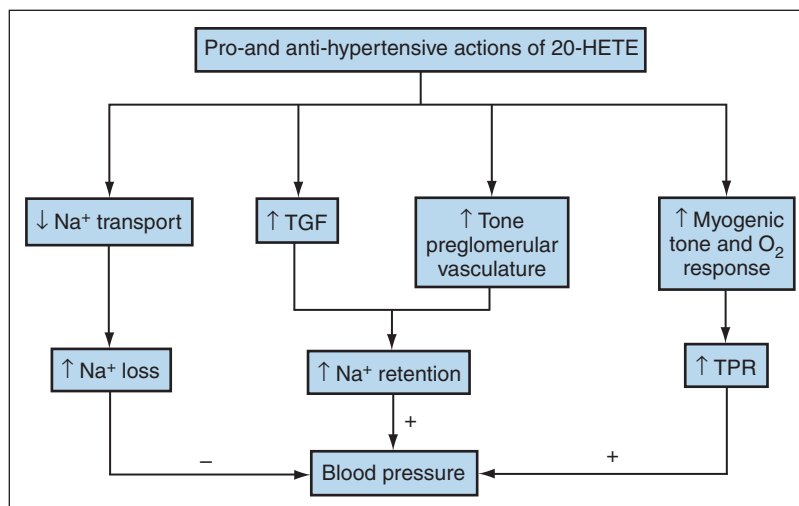 Pro-and anti-hypertensive actions of 20-HETE
↓ Na⁺ transport
↑ TGF
↑ Tone
preglomerular
vasculature
↑ Myogenic
tone and O₂
response
↑ Na⁺ loss
↑ Na⁺ retention
↑ TPR
–
+
+
Blood pressure